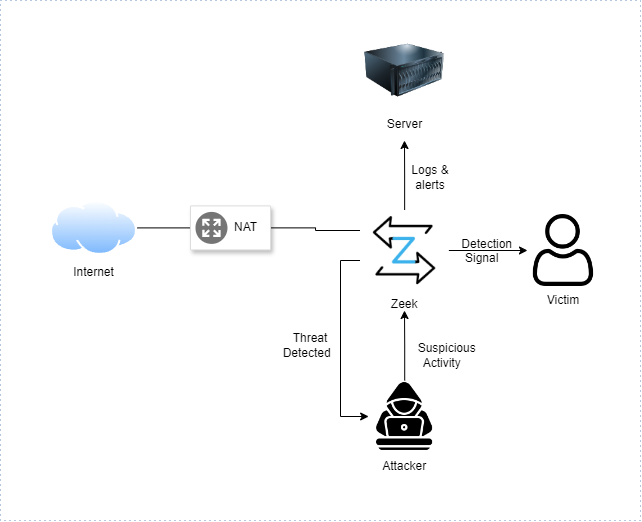 Server
Logs &
alerts
NAT
Internet
Detection
Signal
Victim
Zeek
Threat
Detected
Suspicious
Activity
Attacker